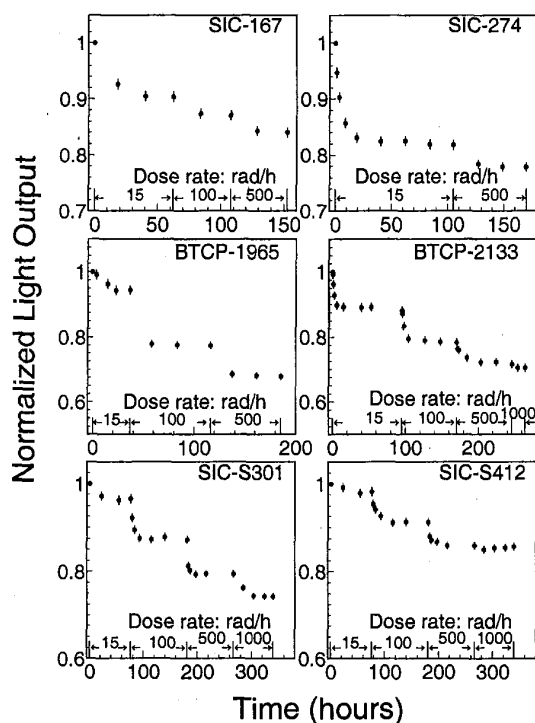 Normalized Light Output
SIC-167
1
0.9
0.8
0.7
Dose rate: rad/h
15 100 500
0 50 100 150
SIC-274
Dose rate: rad/h
15 500
0 50 100 150
BTCP-1965
1
0.8
0.6
Dose rate: rad/h
15 100 500
0 100 200
BTCP-2133
Dose rate: rad/h
15 100 500 1000
0 100 200
SIC-S301
1
0.8
0.6
Dose rate: rad/h
15 100 500 1000
0 100 200 300
SIC-S412
Dose rate: rad/h
15 100 500 1000
0 100 200 300
Time (hours)